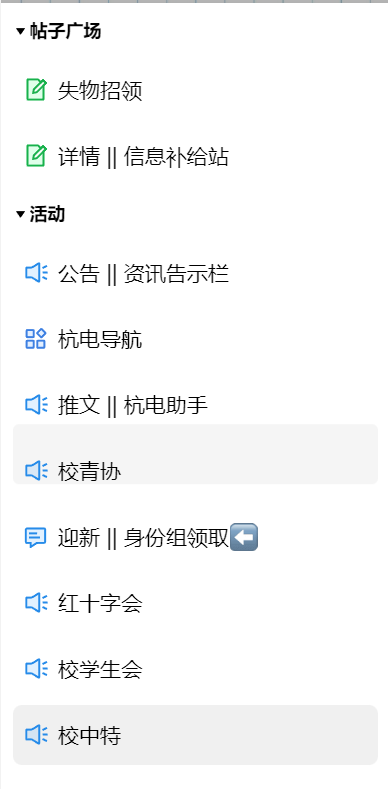 帖子广场
失物招领
详情 || 信息补给站
活动
公告 || 资讯告示栏
杭电导航
推文 || 杭电助手
校青协
迎新 || 身份组领取⬅️
红十字会
校学生会
校中特